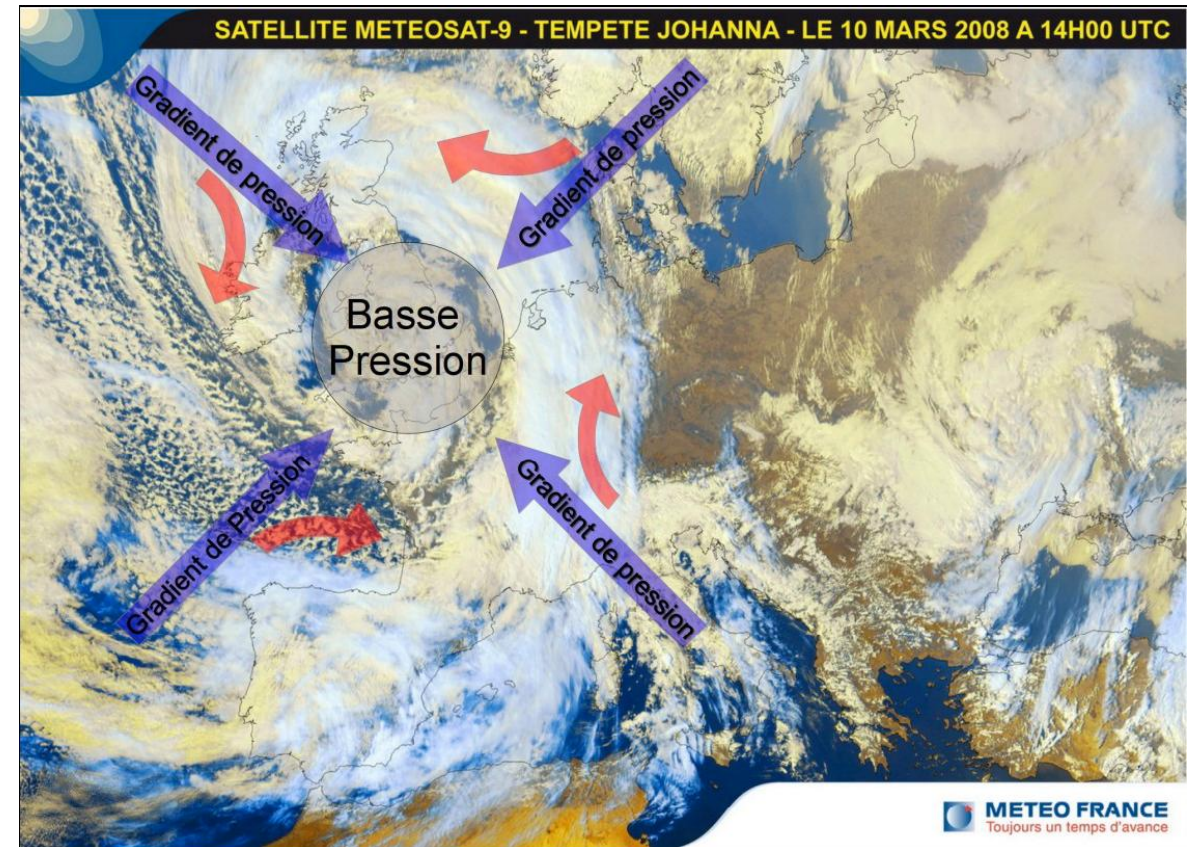 SATELLITE METEOSAT-9 - TEMPETE JOHANNA - LE 10 MARS 2008 A 14H00 UTC
Gradient de pression
Gradient de pression
Basse
Pression
Gradient de Pression
Gradient de pression
METEO FRANCE
Toujours un temps d'avance